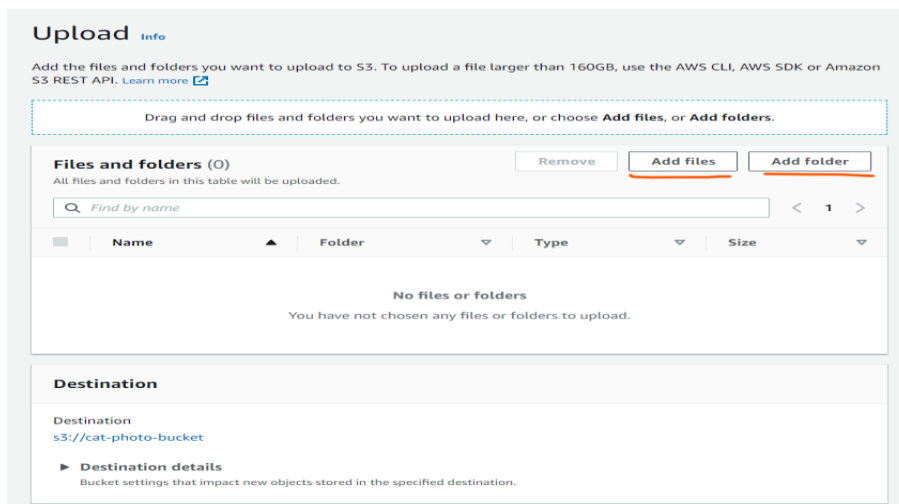 Upload Info
Add the files and folders you want to upload to S3. To upload a file larger than 160GB, use the AWS CLI, AWS SDK or Amazon
S3 REST API. Learn more
Drag and drop files and folders you want to upload here, or choose Add files, or Add folders.
Files and folders (0) Remove Add files Add folder
All files and folders in this table will be uploaded.
Find by name < 1 >
Name Folder Type Size
No files or folders
You have not chosen any files or folders to upload.
Destination
Destination
s3://cat-photo-bucket
Destination details
Bucket settings that impact new objects stored in the specified destination.